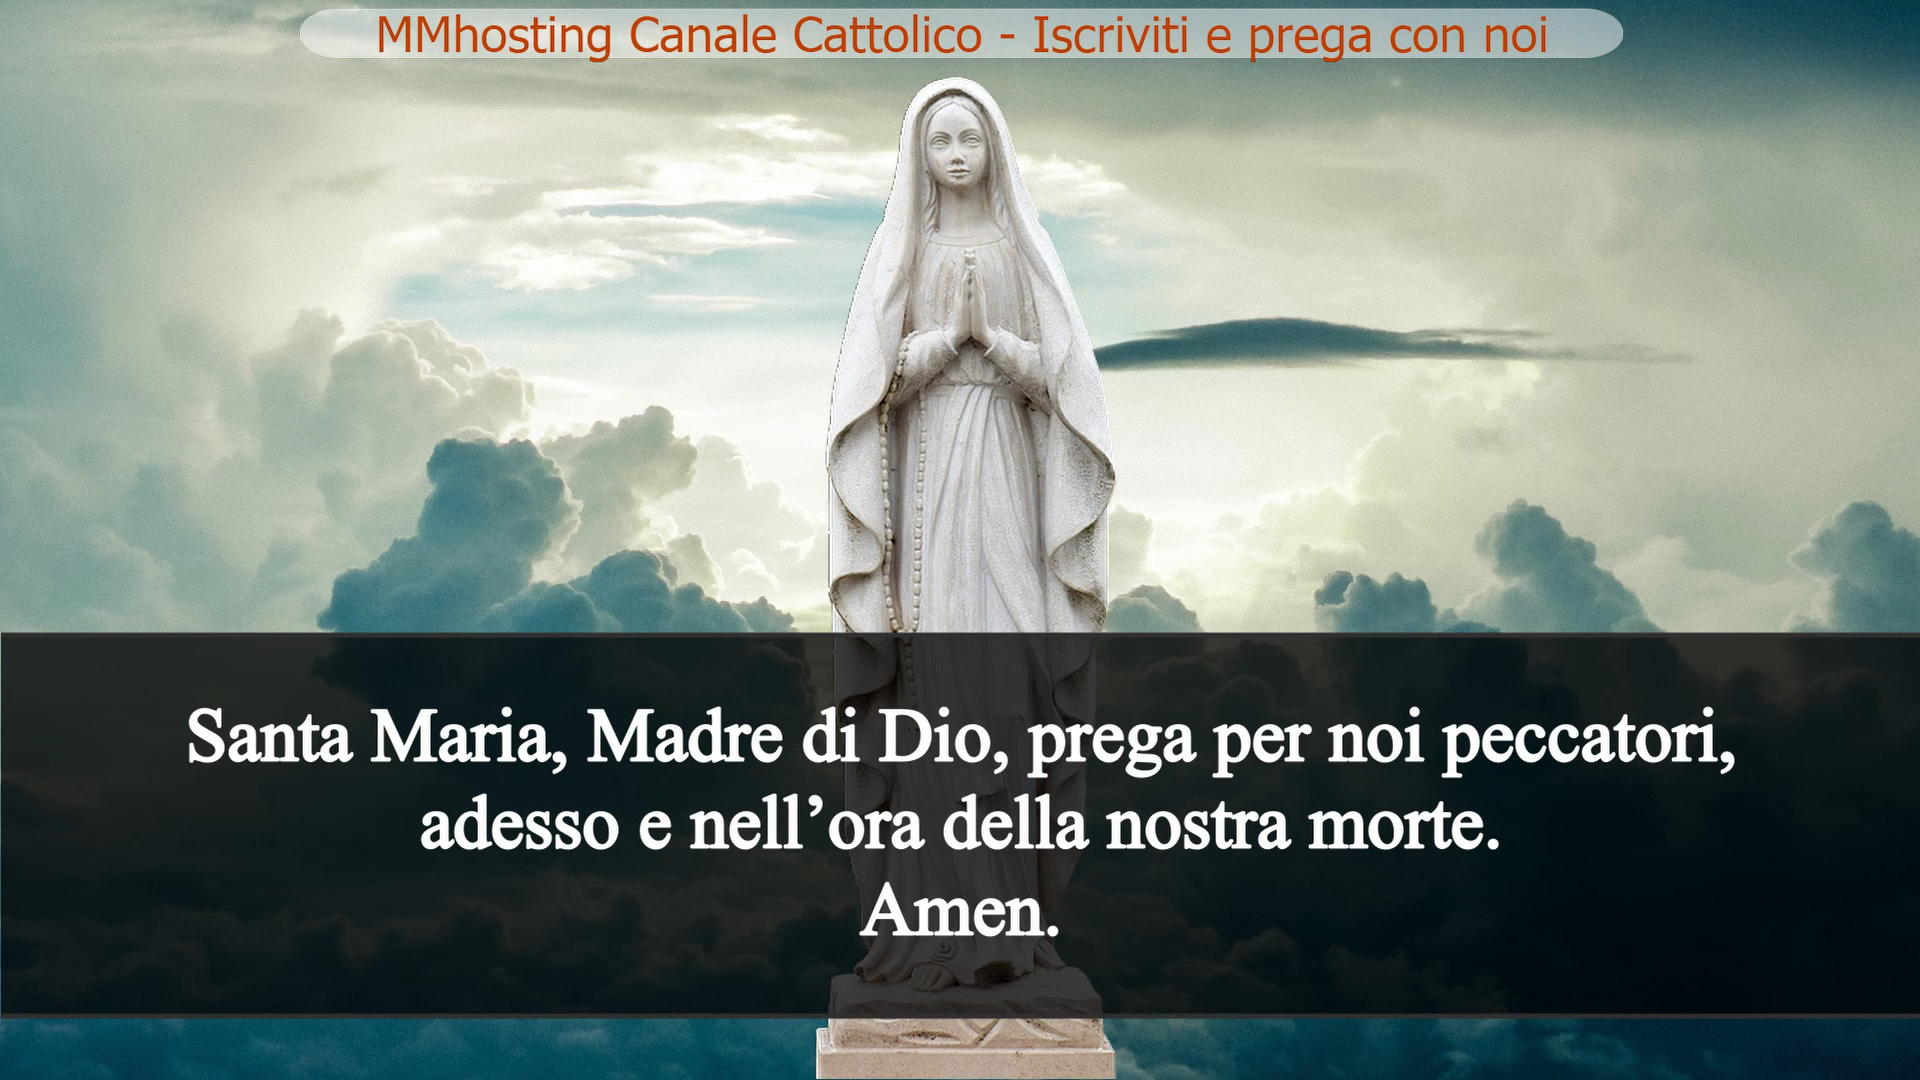 MMhosting Canale Cattolico - Iscriviti e prega con noi
Santa Maria, Madre di Dio, prega per noi peccatori,
adesso e nell’ora della nostra morte.
Amen.